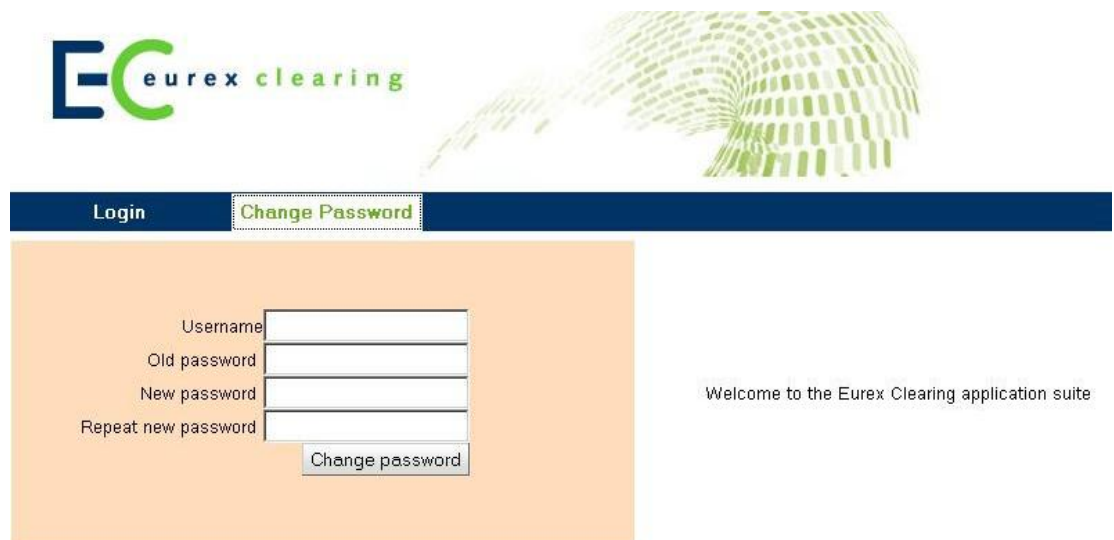 EC eurex clearing
Login Change Password
Username
Old password
New password
Repeat new password
Change password
Welcome to the Eurex Clearing application suite